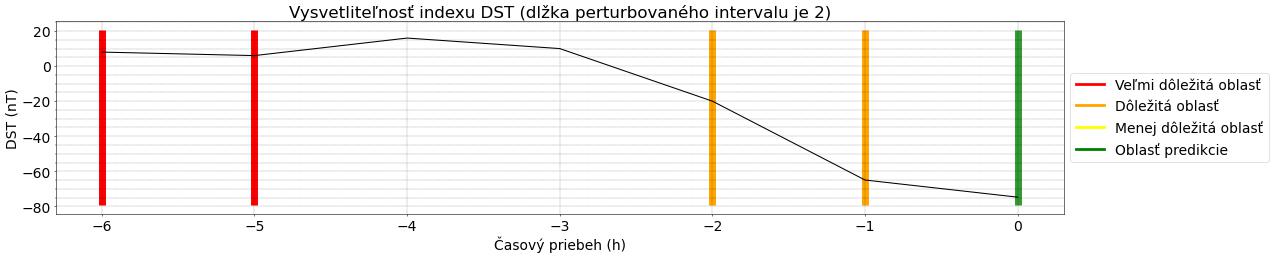 Vysvetliteľnosť indexu DST (dlžka perturbovaného intervalu je 2)
DST (nT)
20
0
−20
−40
−60
−80
−6
−5
−4
−3
−2
−1
0
Časový priebeh (h)
Veľmi dôležitá oblasť
Dôležitá oblasť
Menej dôležitá oblasť
Oblasť predikcie